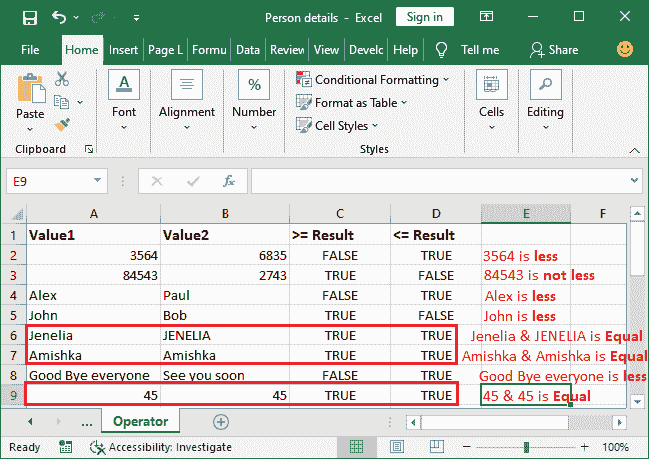 Person details - Excel
Sign in
File Home Insert Page L Formu Data Review View Develc Help Tell me Share
Paste
Clipboard
Font
Alignment
Number
Conditional Formatting
Format as Table
Cell Styles
Styles
Cells
Editing
E9 fx
A B C D E F
1 Value1 Value2 >= Result <= Result
2 3564 6835 FALSE TRUE 3564 is less
3 84543 2743 TRUE FALSE 84543 is not less
4 Alex Paul FALSE TRUE Alex is less
5 John Bob TRUE FALSE John is less
6 Jenelia JENELIA TRUE TRUE Jenelia & JENELIA is Equal
7 Amishka Amishka TRUE TRUE Amishka & Amishka is Equal
8 Good Bye everyone See you soon FALSE TRUE Good Bye everyone is less
9 45 45 TRUE TRUE 45 & 45 is Equal
... Operator
Ready Accessibility: Investigate 100%